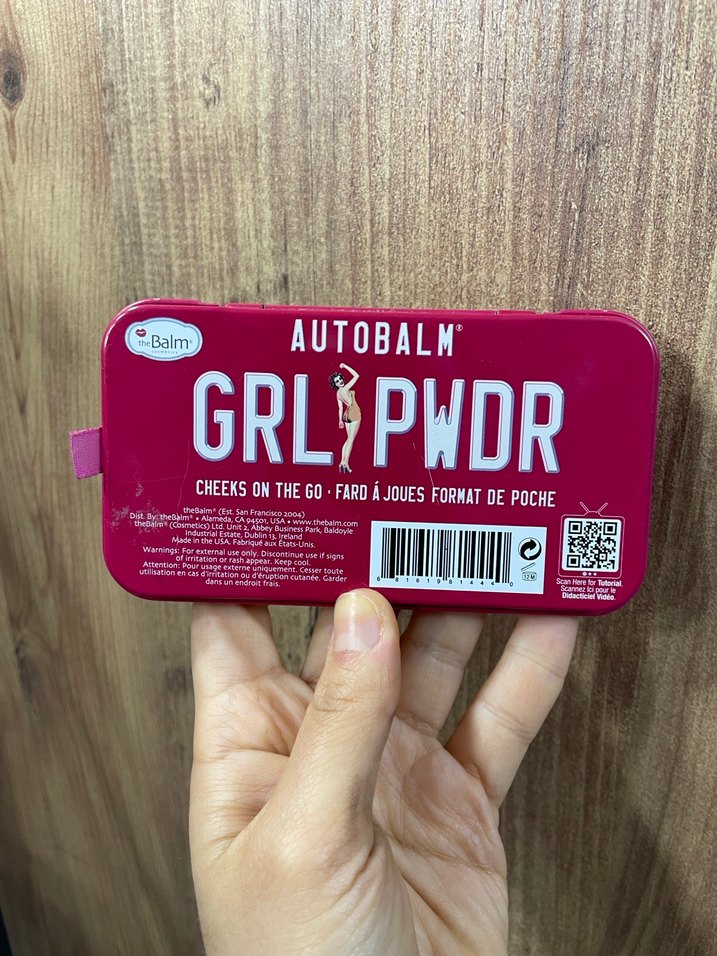 theBalm®
cosmetics
AUTOBALM®
GRL PWDR
CHEEKS ON THE GO · FARD À JOUES FORMAT DE POCHE
theBalm® (Est. San Francisco 2004)
Dist. By: theBalm® • Alameda, CA 94501, USA • www.thebalm.com
theBalm® (Cosmetics) Ltd. Unit 2, Abbey Business Park, Baldoyle
Industrial Estate, Dublin 13, Ireland
Made in the USA, Fabriqué aux États-Unis.
Warnings: For external use only. Discontinue use if signs
of irritation or rash appear. Keep cool.
Attention: Pour usage externe uniquement. Cesser toute
utilisation en cas d'irritation ou d'éruption cutanée. Garder
dans un endroit frais.
6 81619 81444 0
12 M
Scan Here for Tutorial.
Scannez Ici pour le
Didacticiel Vidéo.